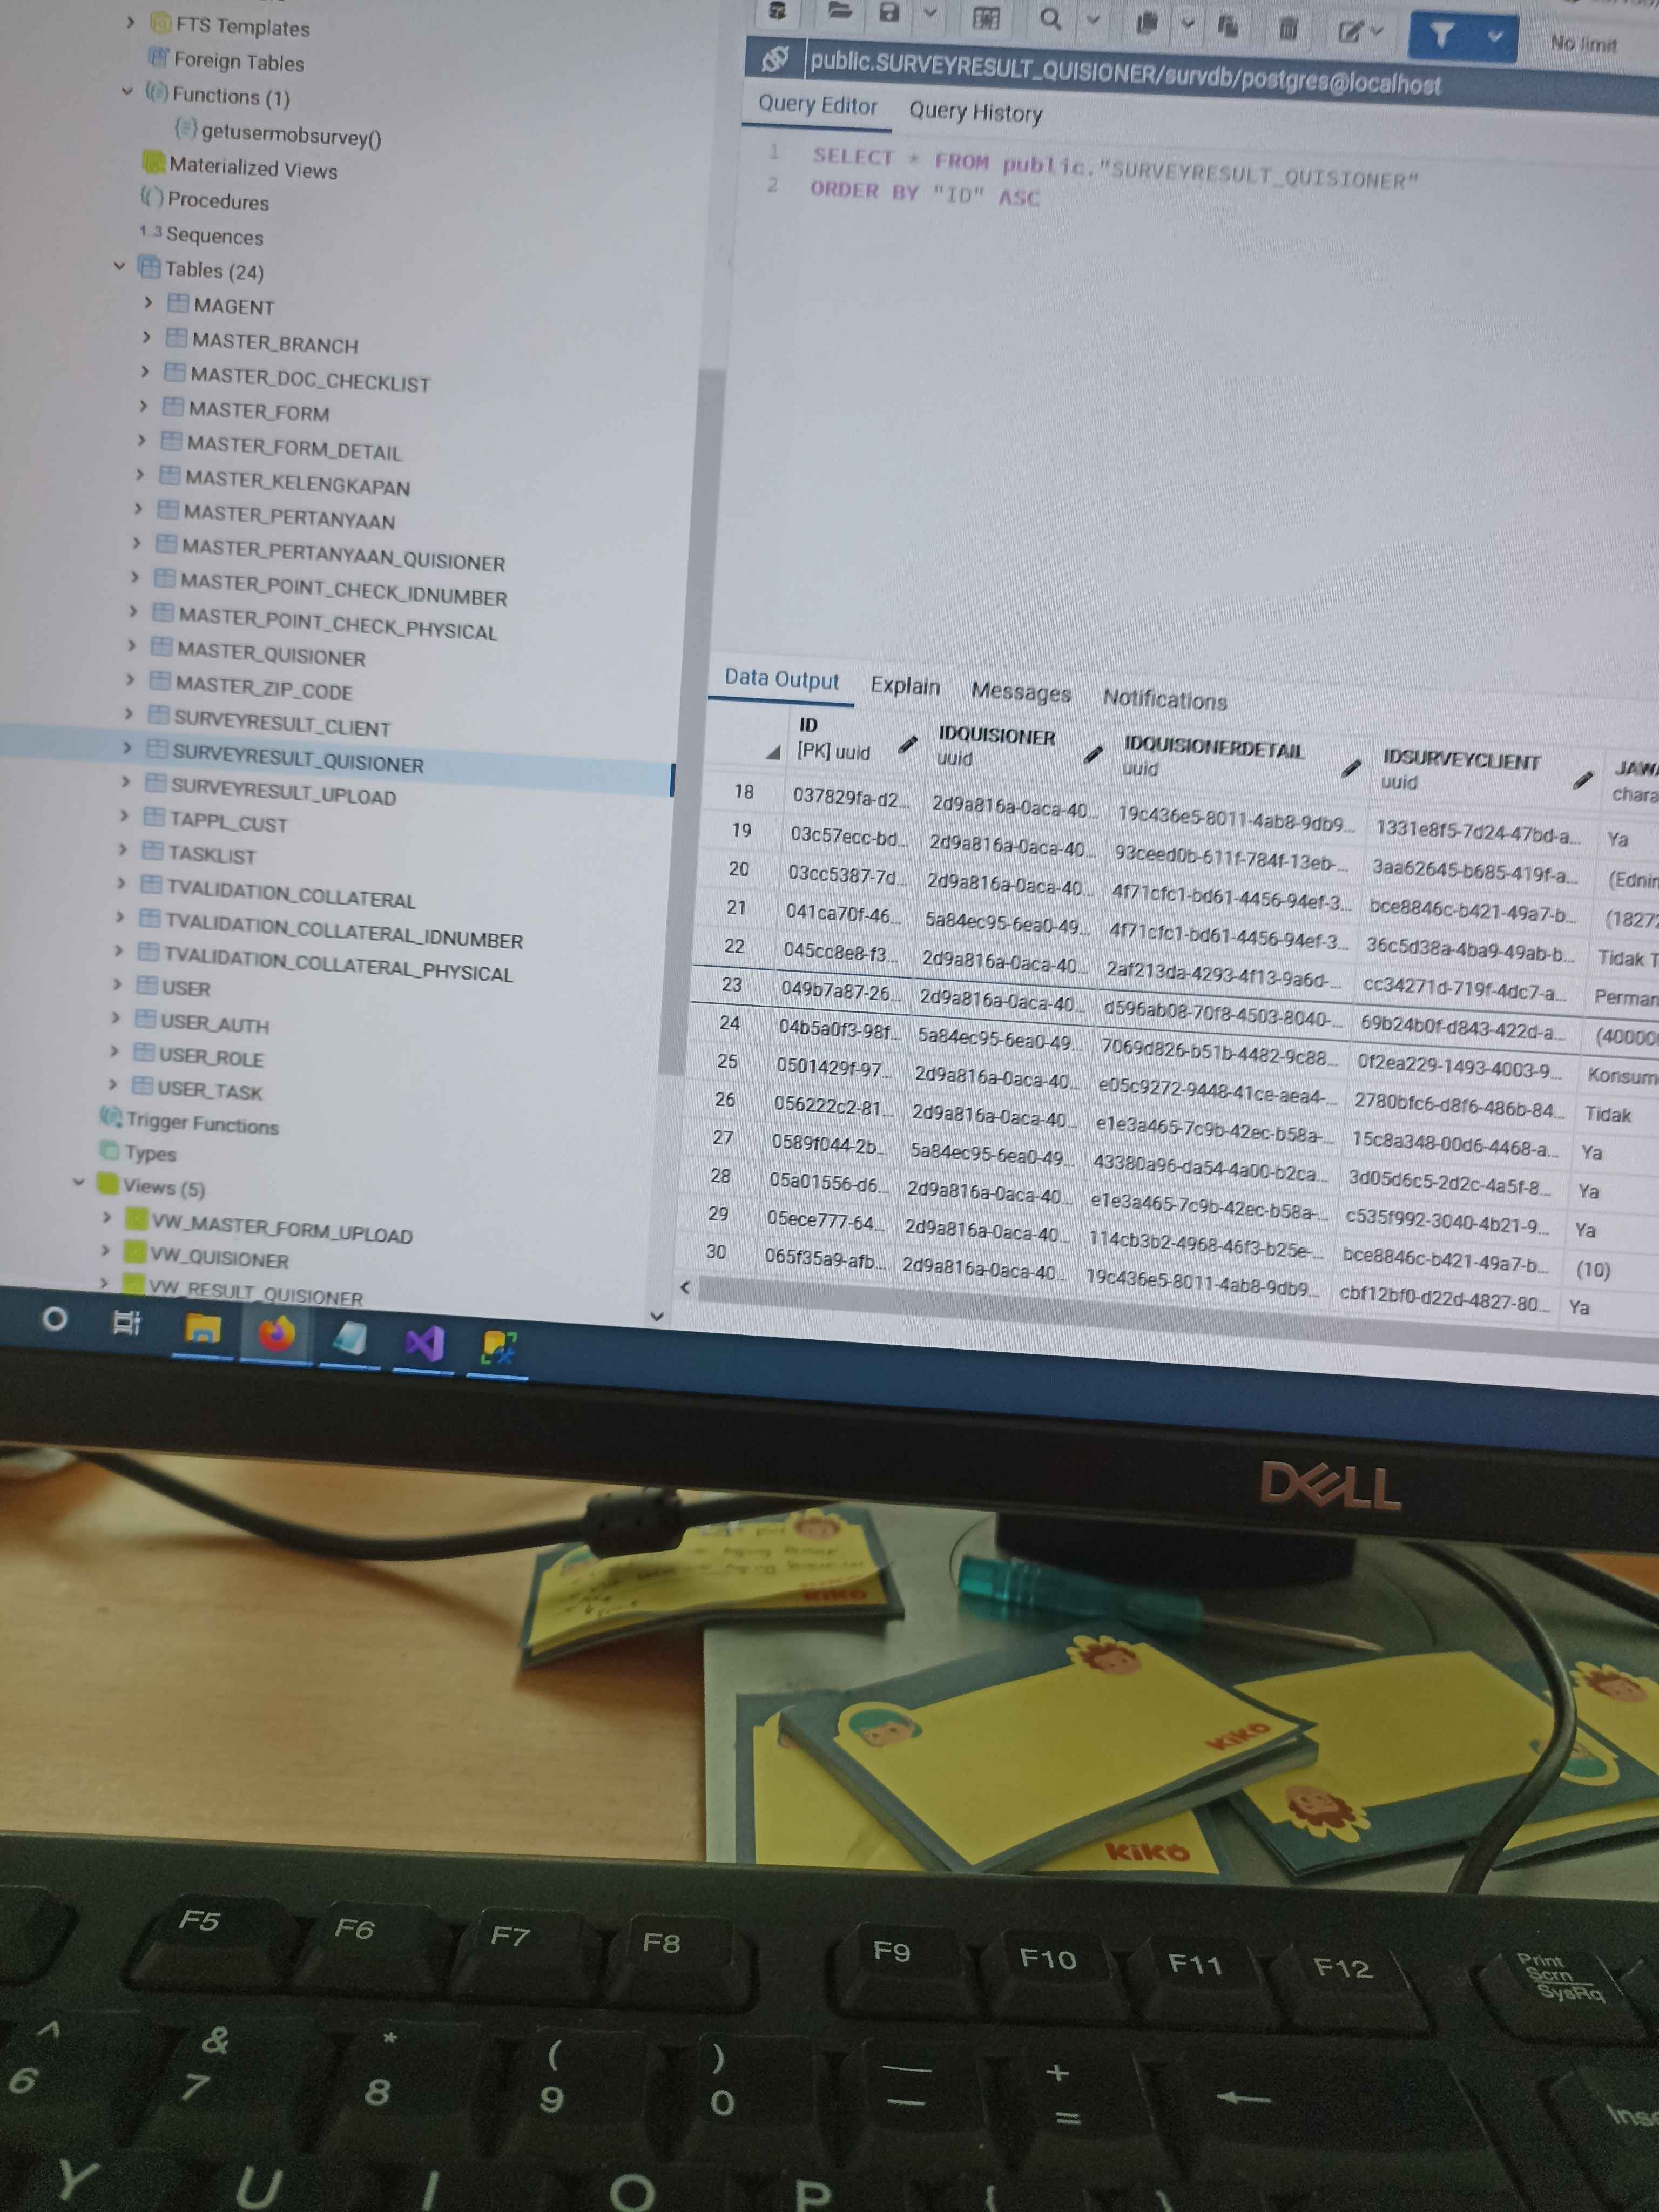 FTS Templates
Foreign Tables
Functions (1)
getusermobsurvey()
Materialized Views
Procedures
1.3 Sequences
Tables (24)
MAGENT
MASTER_BRANCH
MASTER_DOC_CHECKLIST
MASTER_FORM
MASTER_FORM_DETAIL
MASTER_KELENGKAPAN
MASTER_PERTANYAAN
MASTER_PERTANYAAN_QUISIONER
MASTER_POINT_CHECK_IDNUMBER
MASTER_POINT_CHECK_PHYSICAL
MASTER_QUISIONER
MASTER_ZIP_CODE
SURVEYRESULT_CLIENT
SURVEYRESULT_QUISIONER
SURVEYRESULT_UPLOAD
TAPPL_CUST
TASKLIST
TVALIDATION_COLLATERAL
TVALIDATION_COLLATERAL_IDNUMBER
TVALIDATION_COLLATERAL_PHYSICAL
USER
USER_AUTH
USER_ROLE
USER_TASK
Trigger Functions
Types
Views (5)
VW_MASTER_FORM_UPLOAD
VW_QUISIONER
VW_RESULT_QUISIONER
No limit
public.SURVEYRESULT_QUISIONER/survdb/postgres@localhost
Query Editor Query History
1 SELECT * FROM public."SURVEYRESULT_QUISIONER"
2 ORDER BY "ID" ASC
Data Output Explain Messages Notifications
ID IDQUISIONER IDQUISIONERDETAIL IDSURVEYCLIENT JAWA
[PK] uuid uuid uuid uuid chara
18 037829fa-d2... 2d9a816a-0aca-40... 19c436e5-8011-4ab8-9db9... 1331e8f5-7d24-47bd-a... Ya
19 03c57ecc-bd... 2d9a816a-0aca-40... 93ceed0b-611f-784f-13eb-... 3aa62645-b685-419f-a... (Ednin
20 03cc5387-7d... 2d9a816a-0aca-40... 4f71cfc1-bd61-4456-94ef-3... bce8846c-b421-49a7-b... (18272
21 041ca70f-46... 5a84ec95-6ea0-49... 4f71cfc1-bd61-4456-94ef-3... 36c5d38a-4ba9-49ab-b... Tidak T
22 045cc8e8-f3... 2d9a816a-0aca-40... 2af213da-4293-4f13-9a6d-... cc34271d-719f-4dc7-a... Perman
23 049b7a87-26... 2d9a816a-0aca-40... d596ab08-70f8-4503-8040-... 69b24b0f-d843-422d-a... (40000
24 04b5a0f3-98f... 5a84ec95-6ea0-49... 7069d826-b51b-4482-9c88... 0f2ea229-1493-4003-9... Konsum
25 0501429f-97... 2d9a816a-0aca-40... e05c9272-9448-41ce-aea4-... 2780bfc6-d8f6-486b-84... Tidak
26 056222c2-81... 2d9a816a-0aca-40... e1e3a465-7c9b-42ec-b58a-... 15c8a348-00d6-4468-a... Ya
27 0589f044-2b... 5a84ec95-6ea0-49... 43380a96-da54-4a00-b2ca... 3d05d6c5-2d2c-4a5f-8... Ya
28 05a01556-d6... 2d9a816a-0aca-40... e1e3a465-7c9b-42ec-b58a-... c535f992-3040-4b21-9... Ya
29 05ece777-64... 2d9a816a-0aca-40... 114cb3b2-4968-46f3-b25e-... bce8846c-b421-49a7-b... (10)
30 065f35a9-afb... 2d9a816a-0aca-40... 19c436e5-8011-4ab8-9db9... cbf12bf0-d22d-4827-80... Ya
DELL
KIKO
KIKO
KIKO
F5 F6 F7 F8 F9 F10 F11 F12 Print Scrn SysRq
^ & * ( ) — +
6 7 8 9 0 — = ← Inse
Y U I O P { }